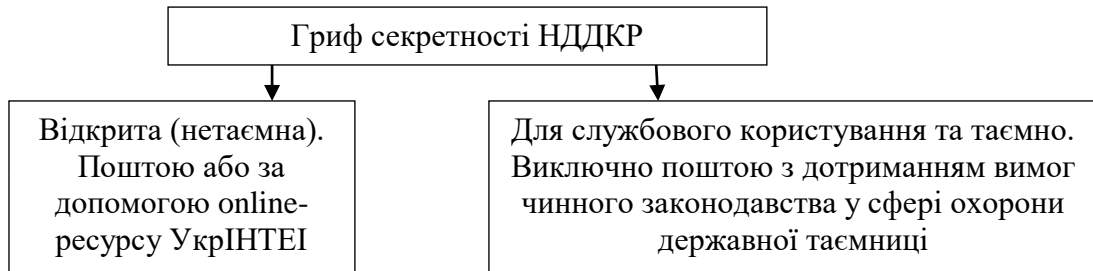 Гриф секретності НДДКР
Відкрита (нетаємна).
Поштою або за
допомогою online-
ресурсу УкрІНТЕІ
Для службового користування та таємно.
Виключно поштою з дотриманням вимог
чинного законодавства у сфері охорони
державної таємниці